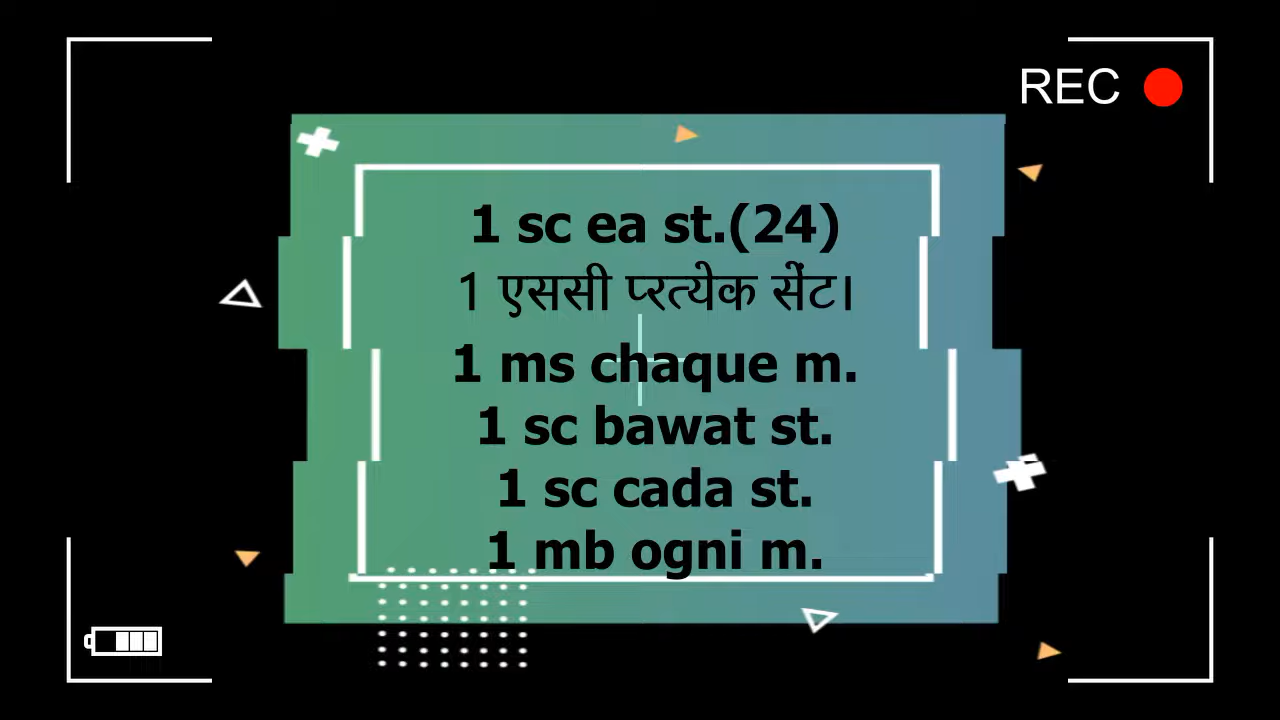 REC
1 sc ea st.(24)
1 एससी प्रत्येक सेंट।
1 ms chaque m.
1 sc bawat st.
1 sc cada st.
1 mb ogni m.